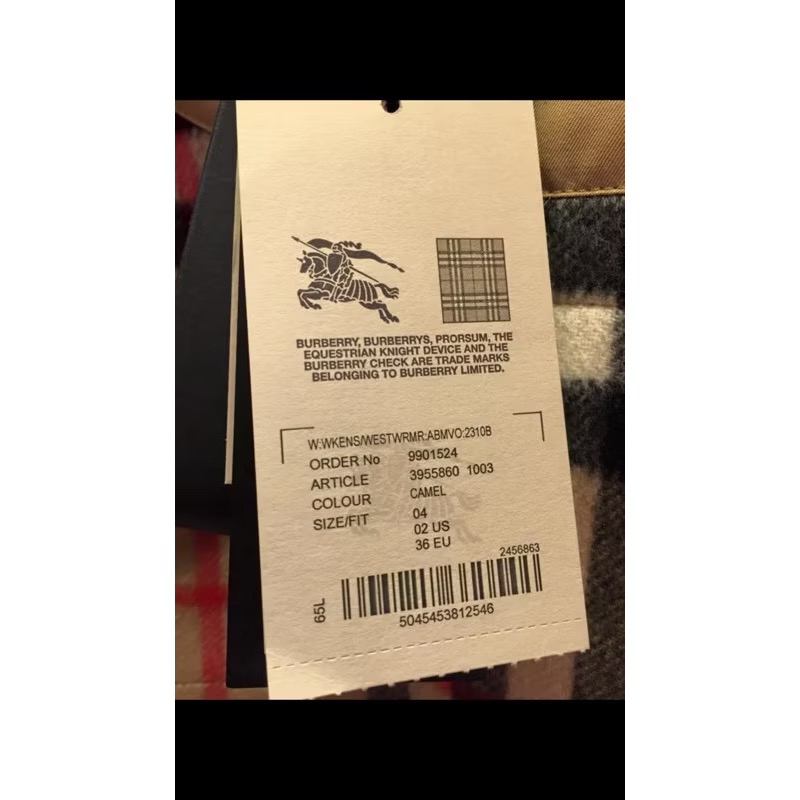 BURBERRY, BURBERRYS, PRORSUM, THE
EQUESTRIAN KNIGHT DEVICE AND THE
BURBERRY CHECK ARE TRADE MARKS
BELONGING TO BURBERRY LIMITED.
W:WKENS/WESTWRMR:ABMVO:2310B
ORDER No 9901524
ARTICLE 3955860 1003
COLOUR CAMEL
SIZE/FIT 04
02 US
36 EU
2456863
65L
5045453812546